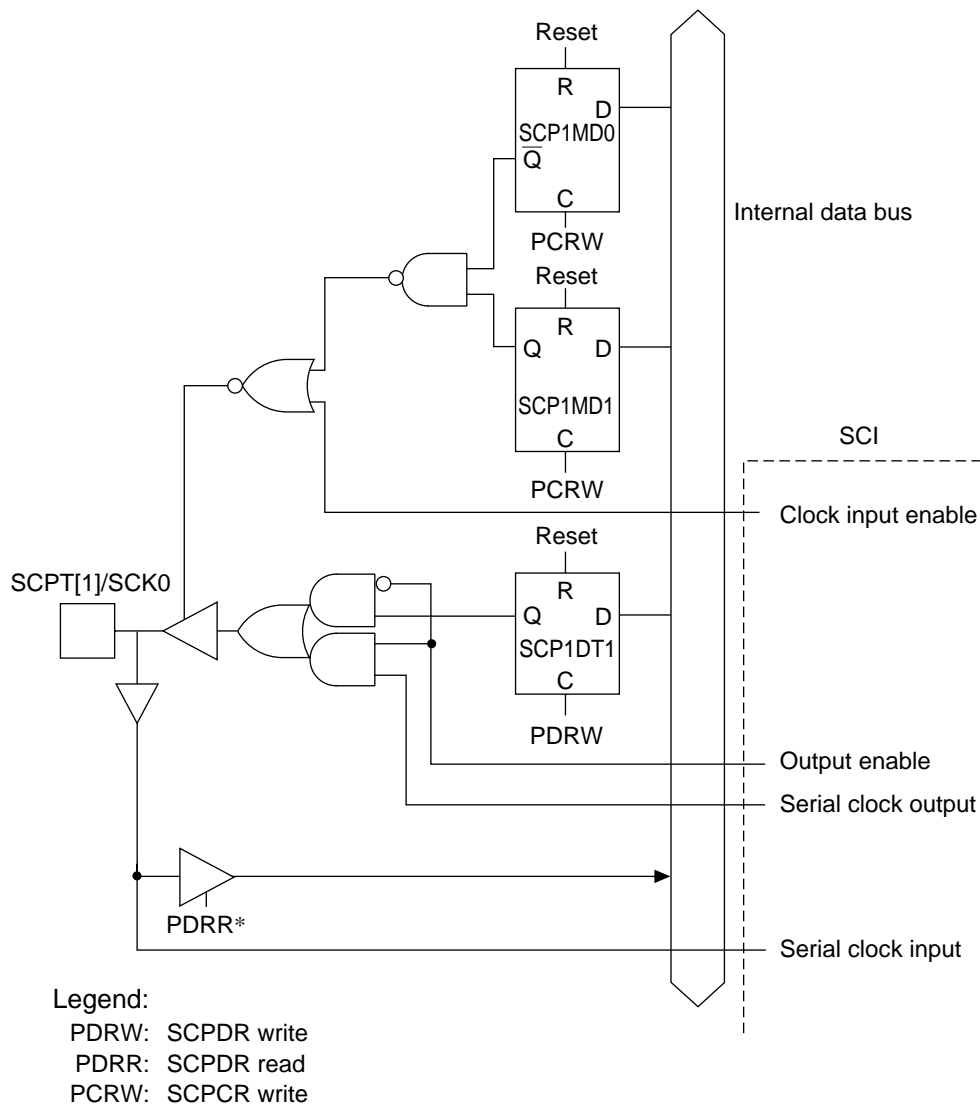 Reset
R
D
SCP1MD0
Q
C
PCRW
Internal data bus
Reset
R
Q D
SCP1MD1
C
PCRW
SCI
Clock input enable
Reset
SCPT[1]/SCK0
R
Q D
SCP1DT1
C
PDRW
Output enable
Serial clock output
PDRR*
Serial clock input
Legend:
PDRW: SCPDR write
PDRR: SCPDR read
PCRW: SCPCR write